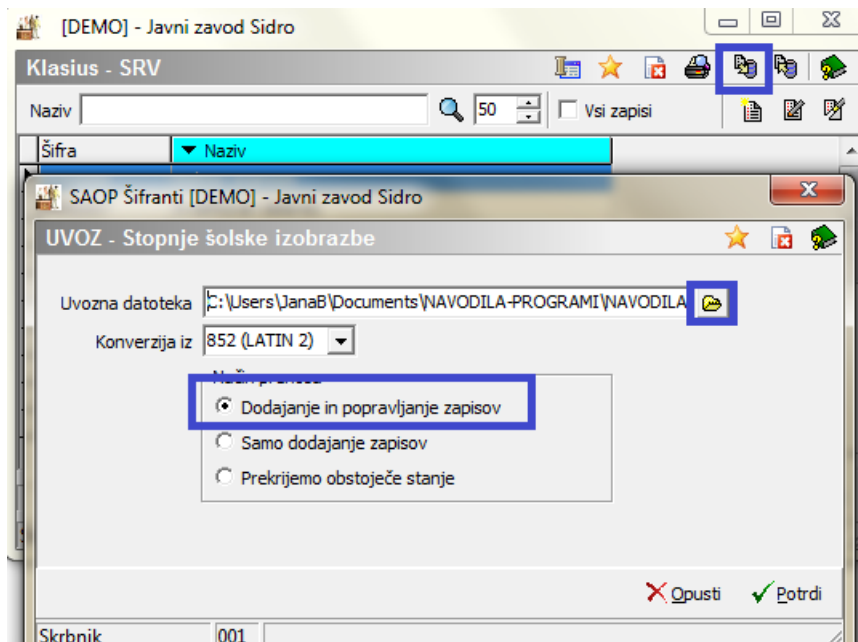 [DEMO] - Javni zavod Sidro
Klasius - SRV
Naziv 50 Vsi zapisi
Šifra Naziv
SAOP Šifranti [DEMO] - Javni zavod Sidro
UVOZ - Stopnje šolske izobrazbe
Uvozna datoteka C:\Users\JanaB\Documents\NAVODILA-PROGRAMI\NAVODILA
Konverzija iz 852 (LATIN 2)
Način prenosa
Dodajanje in popravljanje zapisov
Samo dodajanje zapisov
Prekrijemo obstoječe stanje
Opusti Potrdi
Skrbnik 001